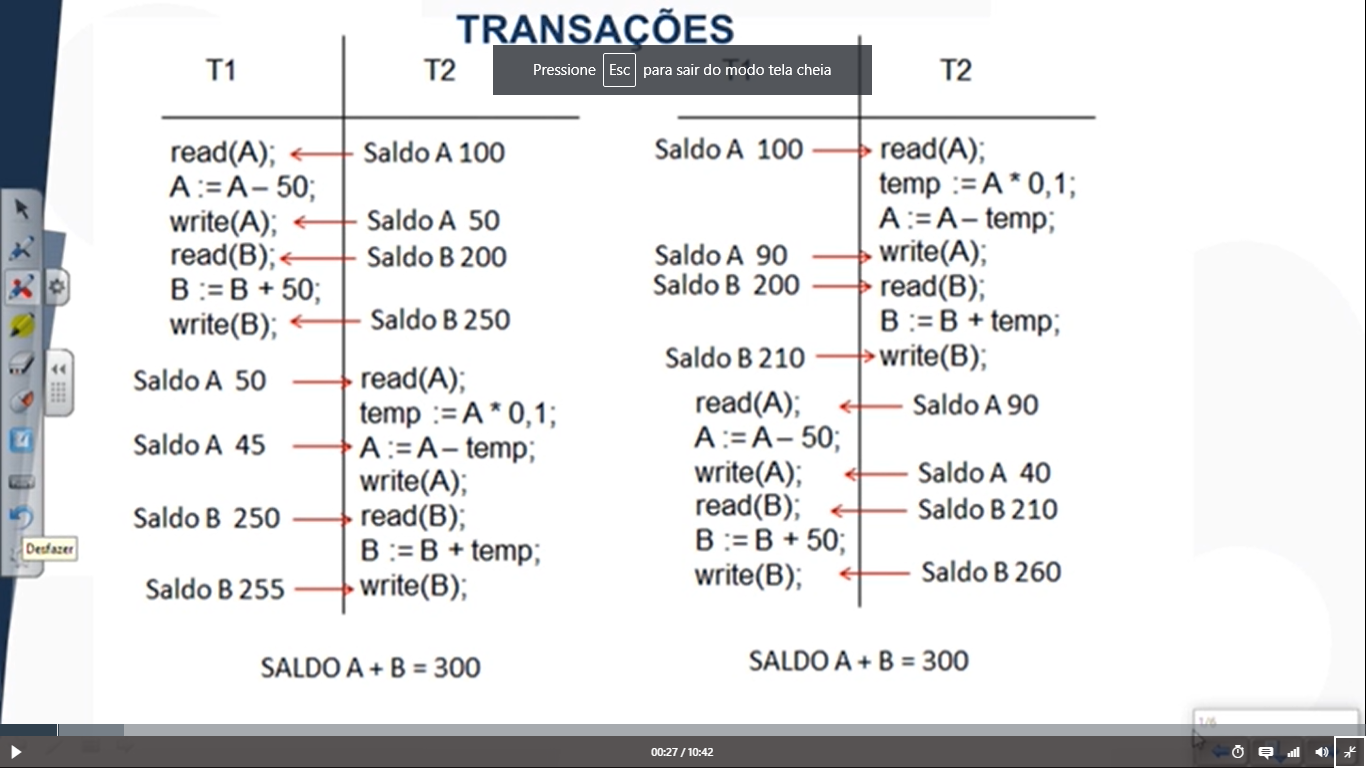 TRANSAÇÕES
Pressione Esc para sair do modo tela cheia
T1 T2
read(A); Saldo A 100
A := A – 50;
write(A); Saldo A 50
read(B); Saldo B 200
B := B + 50;
write(B); Saldo B 250
Saldo A 50 read(A);
temp := A * 0,1;
Saldo A 45 A := A – temp;
write(A);
Saldo B 250 read(B);
B := B + temp;
Saldo B 255 write(B);
SALDO A + B = 300
T1 T2
Saldo A 100 read(A);
temp := A * 0,1;
A := A – temp;
Saldo A 90 write(A);
Saldo B 200 read(B);
B := B + temp;
Saldo B 210 write(B);
read(A); Saldo A 90
A := A – 50;
write(A); Saldo A 40
read(B); Saldo B 210
B := B + 50;
write(B); Saldo B 260
SALDO A + B = 300
Desfazer
1/6
00:27 / 10:42